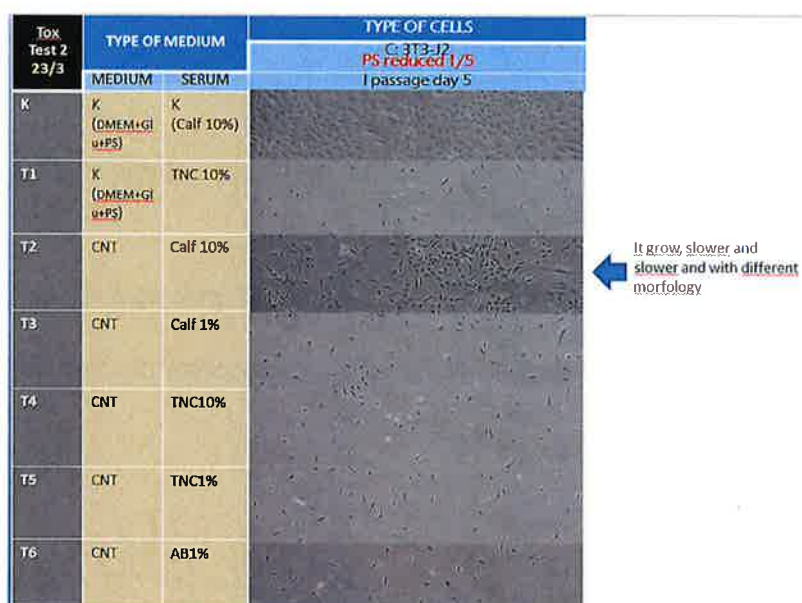 Tox
Test 2
23/3
TYPE OF MEDIUM
TYPE OF CELLS
C: 3T3-J2
PS reduced 1/5
MEDIUM
SERUM
I passage day 5
K
K
(DMEM+Gl
u+PS)
K
(Calf 10%)
T1
K
(DMEM+Gl
u+PS)
TNC 10%
T2
CNT
Calf 10%
It grow, slower and
slower and with different
morfology
T3
CNT
Calf 1%
T4
CNT
TNC10%
T5
CNT
TNC1%
T6
CNT
AB1%